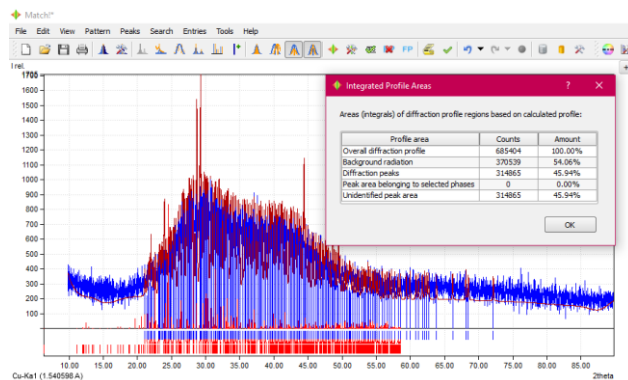 Match!*
File Edit View Pattern Peaks Search Entries Tools Help
FP
I rel.
1705
1600
1500
1400
1300
1200
1100
1000
900
800
700
600
500
400
300
200
100
Integrated Profile Areas ? ×
Areas (integrals) of diffraction profile regions based on calculated profile:
Profile area Counts Amount
Overall diffraction profile 685404 100.00%
Background radiation 370539 54.06%
Diffraction peaks 314865 45.94%
Peak area belonging to selected phases 0 0.00%
Unidentified peak area 314865 45.94%
OK
10.00 15.00 20.00 25.00 30.00 35.00 40.00 45.00 50.00 55.00 60.00 65.00 70.00 75.00 80.00 85.00
Cu-Ka1 (1.540598 A) 2theta